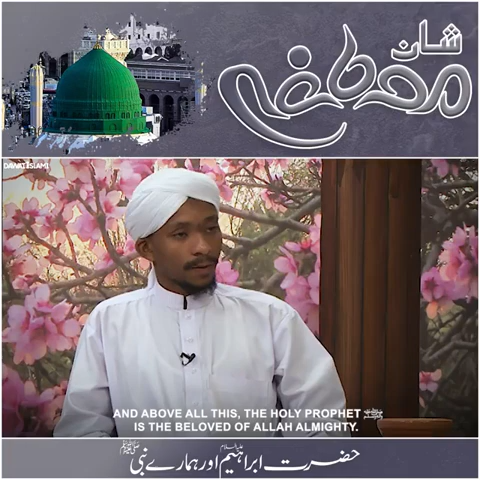 شانِ
مصطفیٰ
DAWATEISLAMI
AND ABOVE ALL THIS, THE HOLY PROPHET ﷺ
IS THE BELOVED OF ALLAH ALMIGHTY.
حضرت ابراہیم علیہ السلام اور ہمارے نبی ﷺ